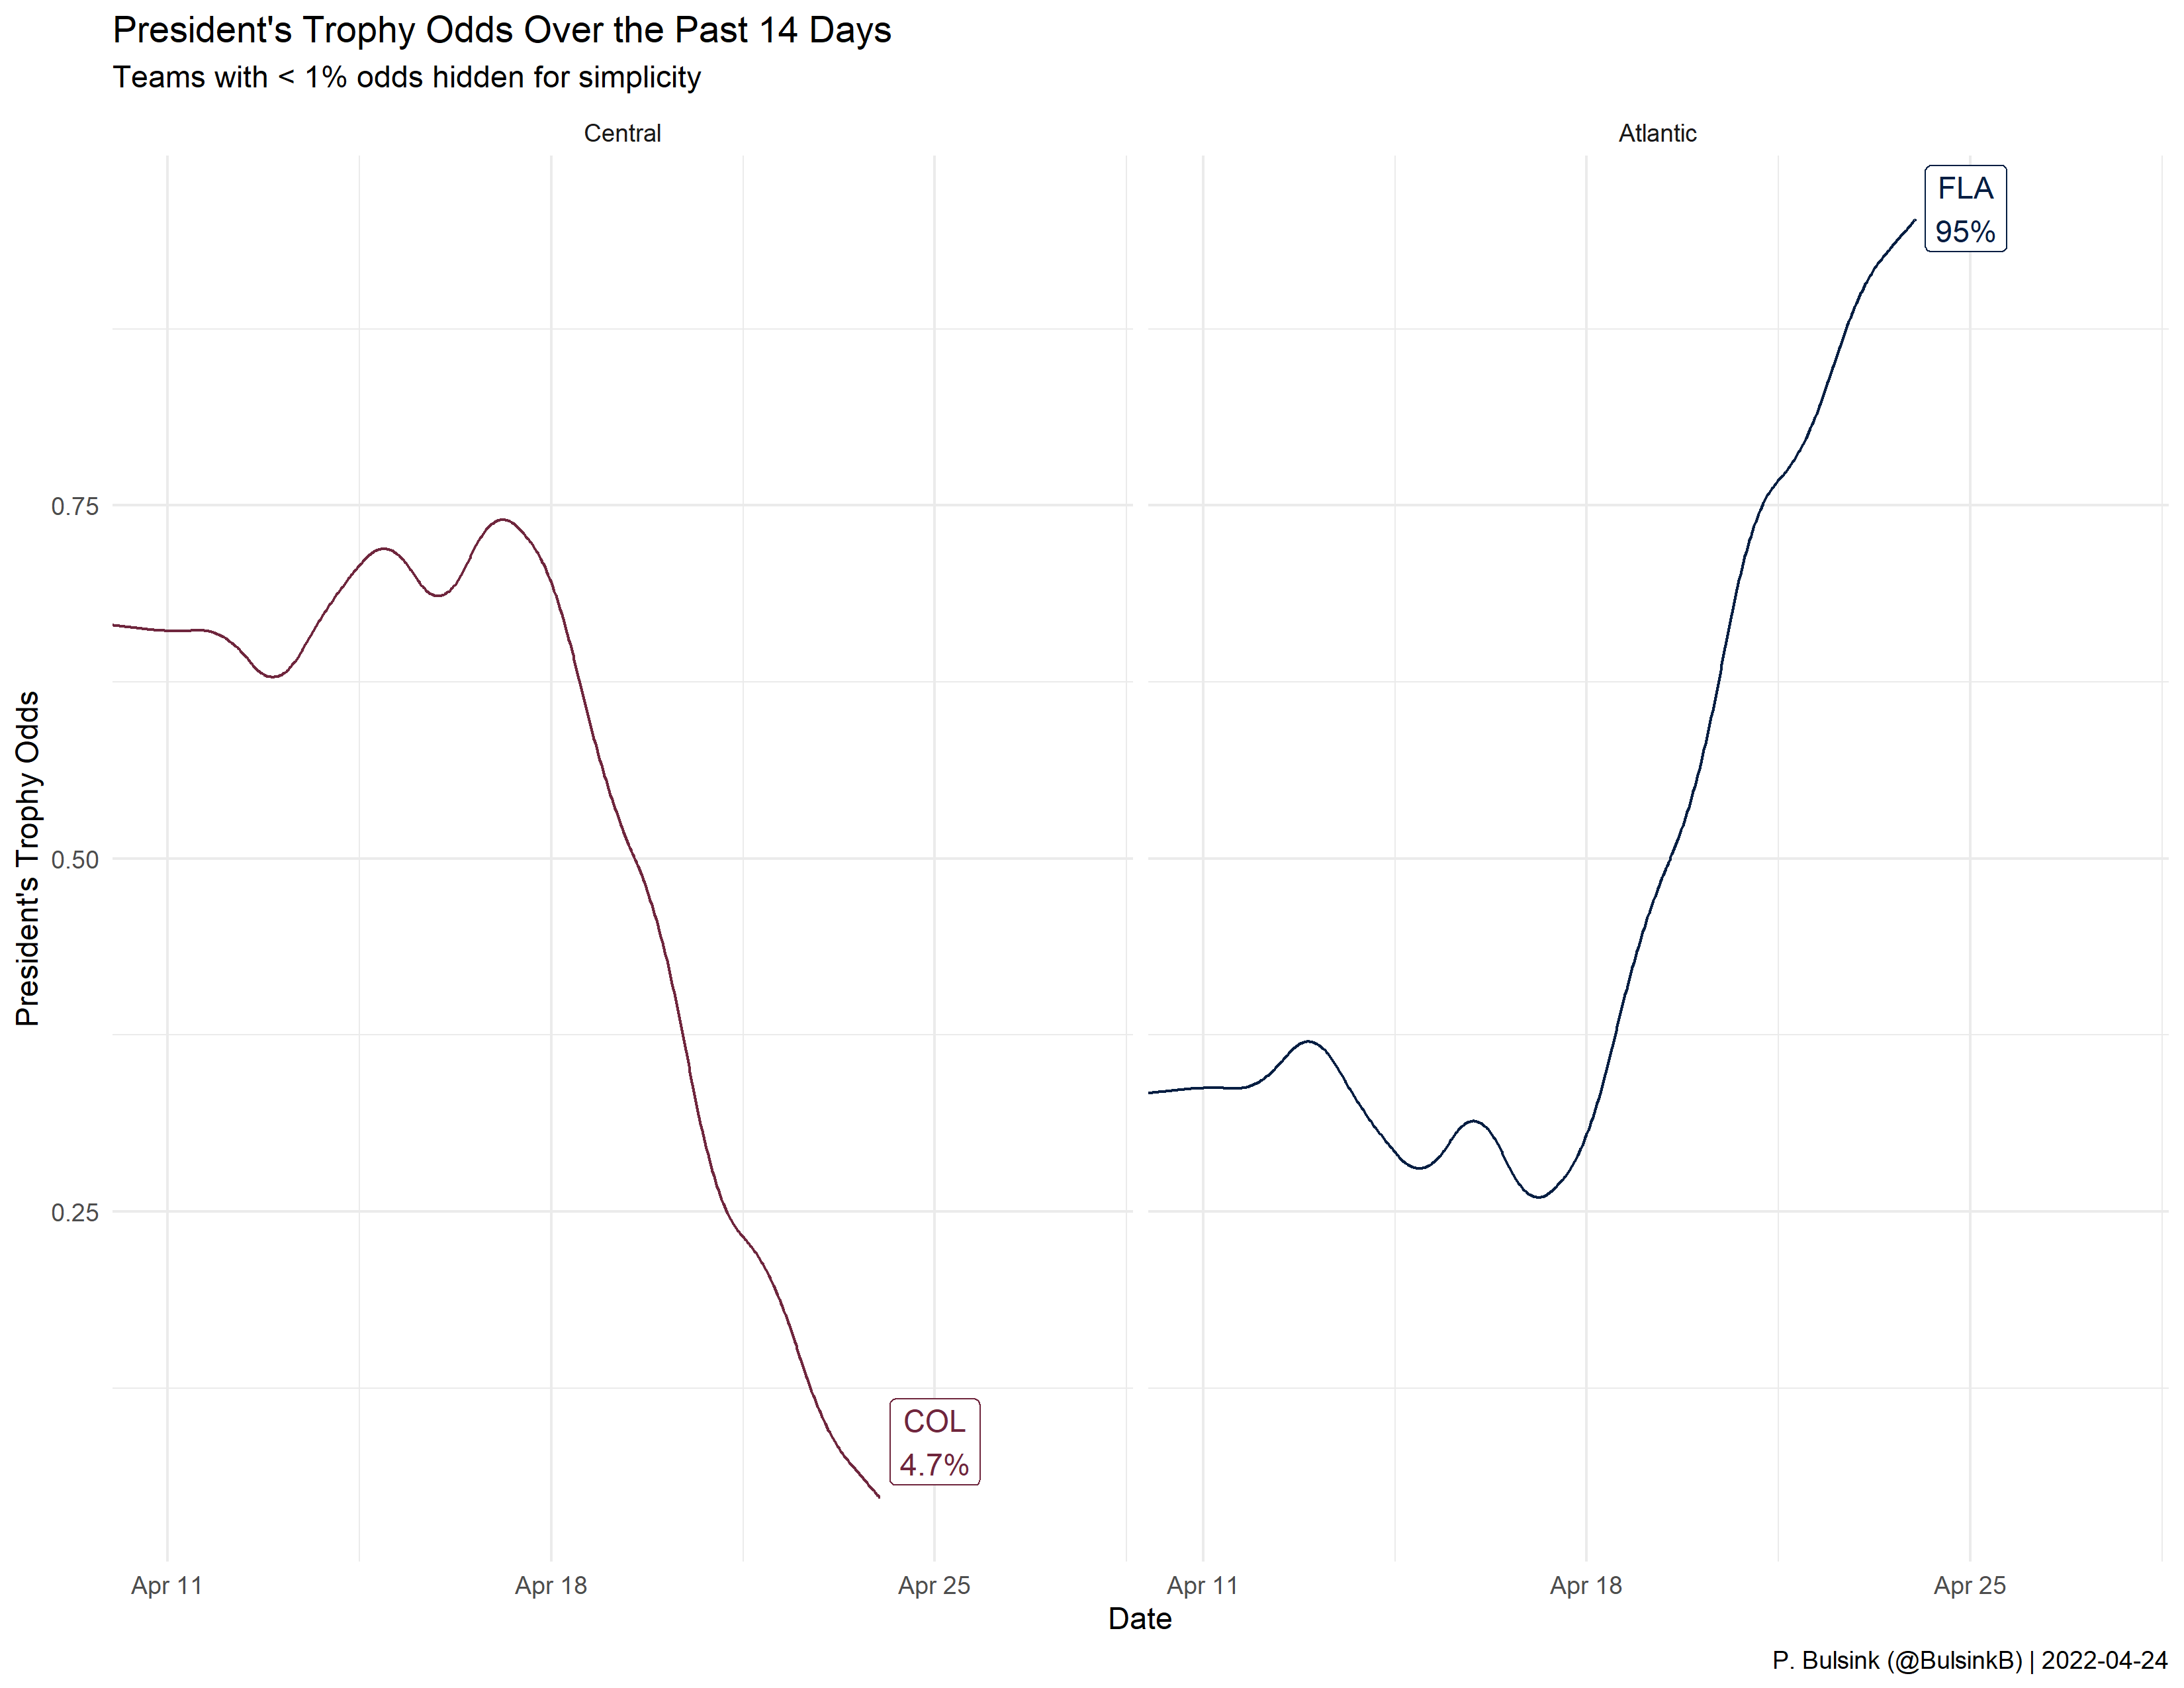 President's Trophy Odds Over the Past 14 Days
Teams with < 1% odds hidden for simplicity
Central
Atlantic
FLA
95%
0.75
0.50
0.25
President's Trophy Odds
COL
4.7%
Apr 11
Apr 18
Apr 25
Apr 11
Apr 18
Apr 25
Date
P. Bulsink (@BulsinkB) | 2022-04-24